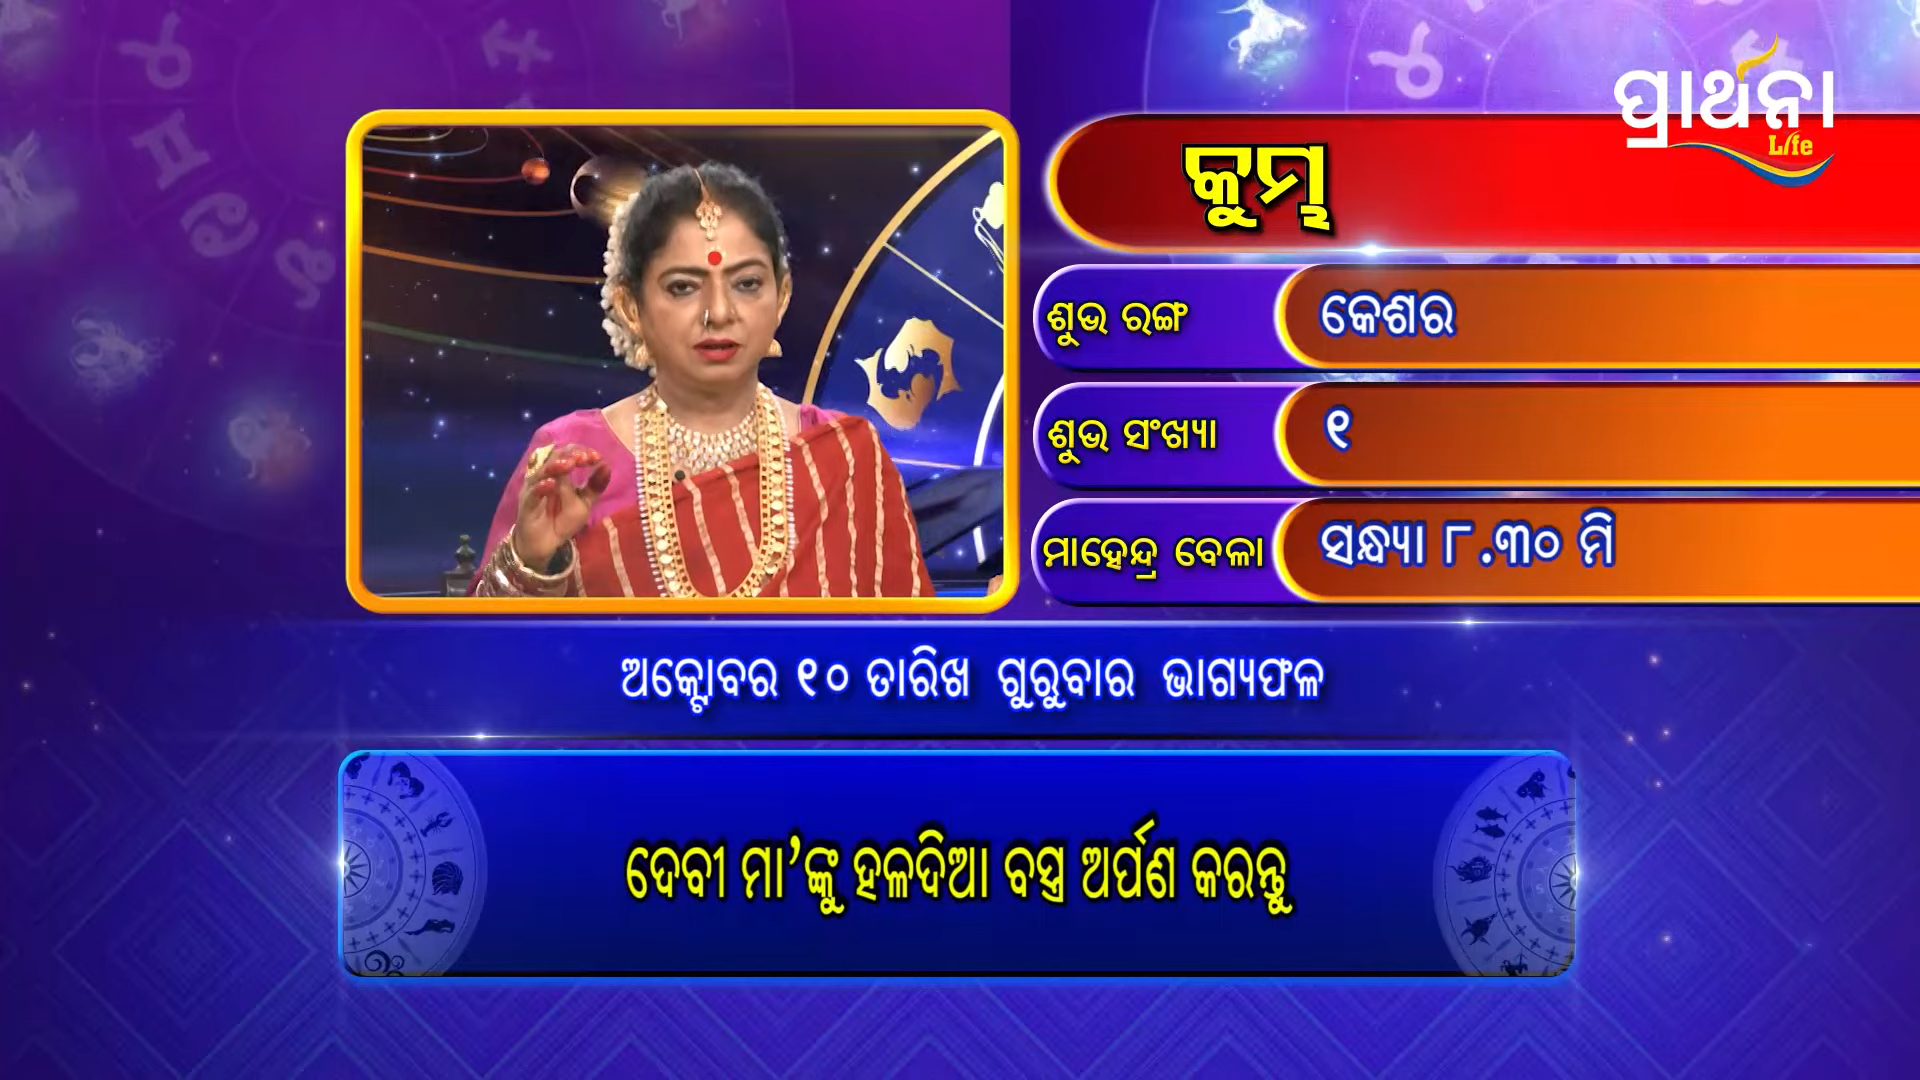 ପ୍ରାର୍ଥନା
Life
କୁମ୍ଭ
ଶୁଭ ରଙ୍ଗ
କେଶର
ଶୁଭ ସଂଖ୍ୟା
୧
ମାହେନ୍ଦ୍ର ବେଳା
ସନ୍ଧ୍ୟା ୮.୩୦ ମି
ଅକ୍ଟୋବର ୧୦ ତାରିଖ ଗୁରୁବାର ଭାଗ୍ୟଫଳ
ଦେବୀ ମା’ଙ୍କୁ ହଳଦିଆ ବସ୍ତ୍ର ଅର୍ପଣ କରନ୍ତୁ